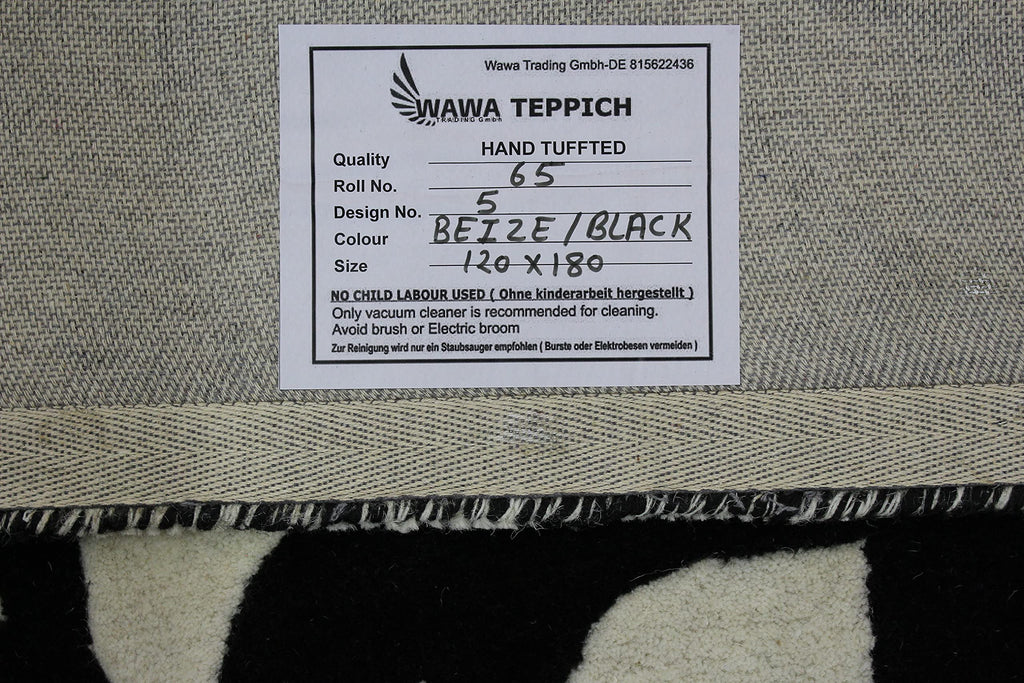 Wawa Trading Gmbh-DE 815622436
WAWA TEPPICH
TRADING Gmbh
Quality HAND TUFFTED
Roll No. 65
Design No. 5
Colour BEIZE / BLACK
Size 120 X 180
NO CHILD LABOUR USED ( Ohne kinderarbeit hergestellt )
Only vacuum cleaner is recommended for cleaning.
Avoid brush or Electric broom
Zur Reinigung wird nur ein Staubsauger empfohlen ( Burste oder Elektrobesen vermeiden )